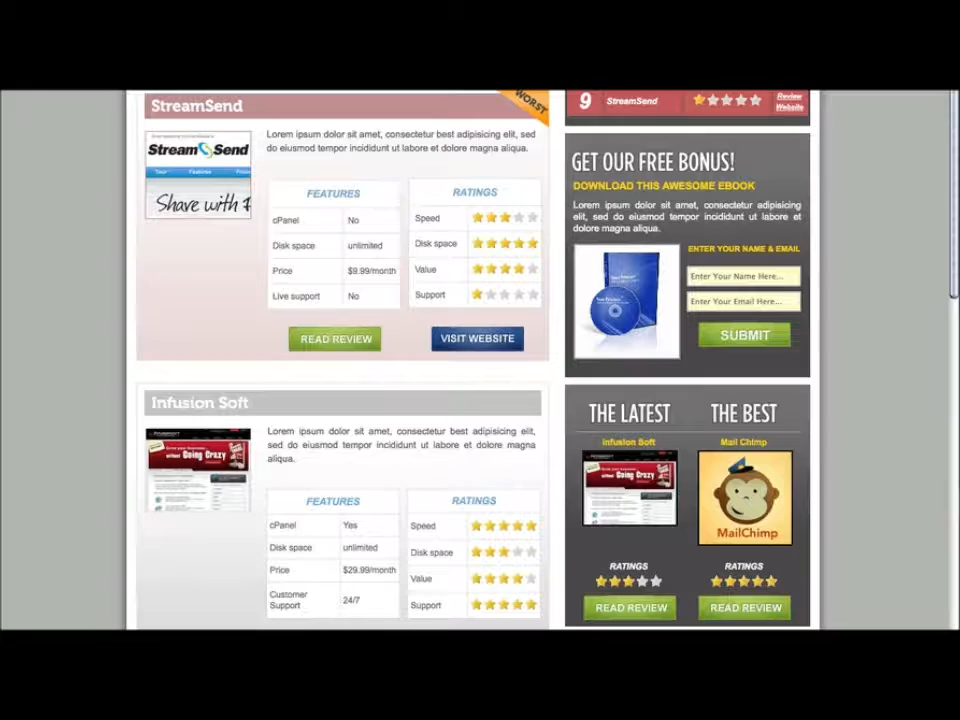 StreamSend
WORST
StreamSend
Tour Features
Share with
Lorem ipsum dolor sit amet, consectetur best adipisicing elit, sed
do eiusmod tempor incididunt ut labore et dolore magna aliqua.
FEATURES
cPanel No
Disk space unlimited
Price $9.99/month
Live support No
RATINGS
Speed
Disk space
Value
Support
READ REVIEW
VISIT WEBSITE
Infusion Soft
Going Crazy
Lorem ipsum dolor sit amet, consectetur best adipisicing elit,
sed do eiusmod tempor incididunt ut labore et dolore magna
aliqua.
FEATURES
cPanel Yes
Disk space unlimited
Price $29.99/month
Customer
Support 24/7
RATINGS
Speed
Disk space
Value
Support
9 StreamSend
Review
Website
GET OUR FREE BONUS!
DOWNLOAD THIS AWESOME EBOOK
Lorem ipsum dolor sit amet, consectetur adipisicing
elit, sed do eiusmod tempor incididunt ut labore et
dolore magna aliqua.
ENTER YOUR NAME & EMAIL
Enter Your Name Here...
Enter Your Email Here...
SUBMIT
THE LATEST
Infusion Soft
Going Crazy
RATINGS
READ REVIEW
THE BEST
Mail Chimp
MailChimp
RATINGS
READ REVIEW